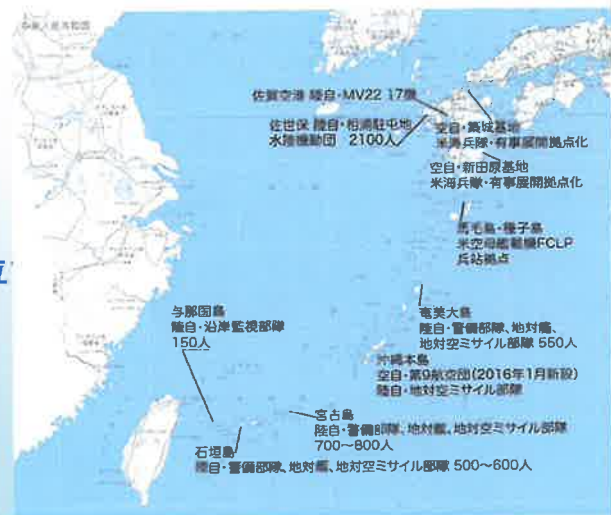 佐賀空港 陸自・MV22 17機
佐世保 陸自・相浦駐屯地
水陸機動団 2100人
空自・築城基地
米海兵隊・有事展開拠点化
空自・新田原基地
米海兵隊・有事展開拠点化
馬毛島・種子島
米空母艦載機FCLP
兵站拠点
与那国島
陸自・沿岸監視部隊
150人
奄美大島
陸自・警備部隊、地対艦、
地対空ミサイル部隊 550人
沖縄本島
空自・第9航空団(2016年1月新設)
陸自・地対空ミサイル部隊
宮古島
陸自・警備部隊、地対艦、地対空ミサイル部隊
700～800人
石垣島
陸自・警備部隊、地対艦、地対空ミサイル部隊 500～600人